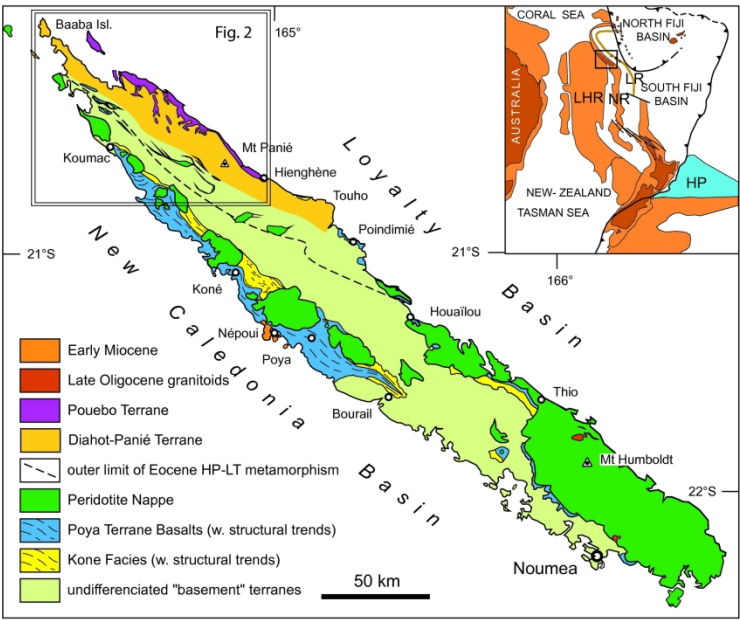 Baaba Isl.
Fig. 2
165°
CORAL SEA
NORTH FIJI
BASIN
LR
SOUTH FIJI
BASIN
AUSTRALIA
LHR
NR
HP
NEW- ZEALAND
TASMAN SEA
Koumac
Mt Panié
Hienghène
Touho
Poindimié
Loyalty
Basin
21°S
21°S
166°
New Caledonia
Basin
Koné
Houaïlou
Népoui
Poya
Bourail
Thio
Mt Humboldt
22°S
Noumea
Early Miocene
Late Oligocene granitoids
Pouebo Terrane
Diahot-Panié Terrane
outer limit of Eocene HP-LT metamorphism
Peridotite Nappe
Poya Terrane Basalts (w. structural trends)
Kone Facies (w. structural trends)
undifferenciated "basement" terranes
50 km